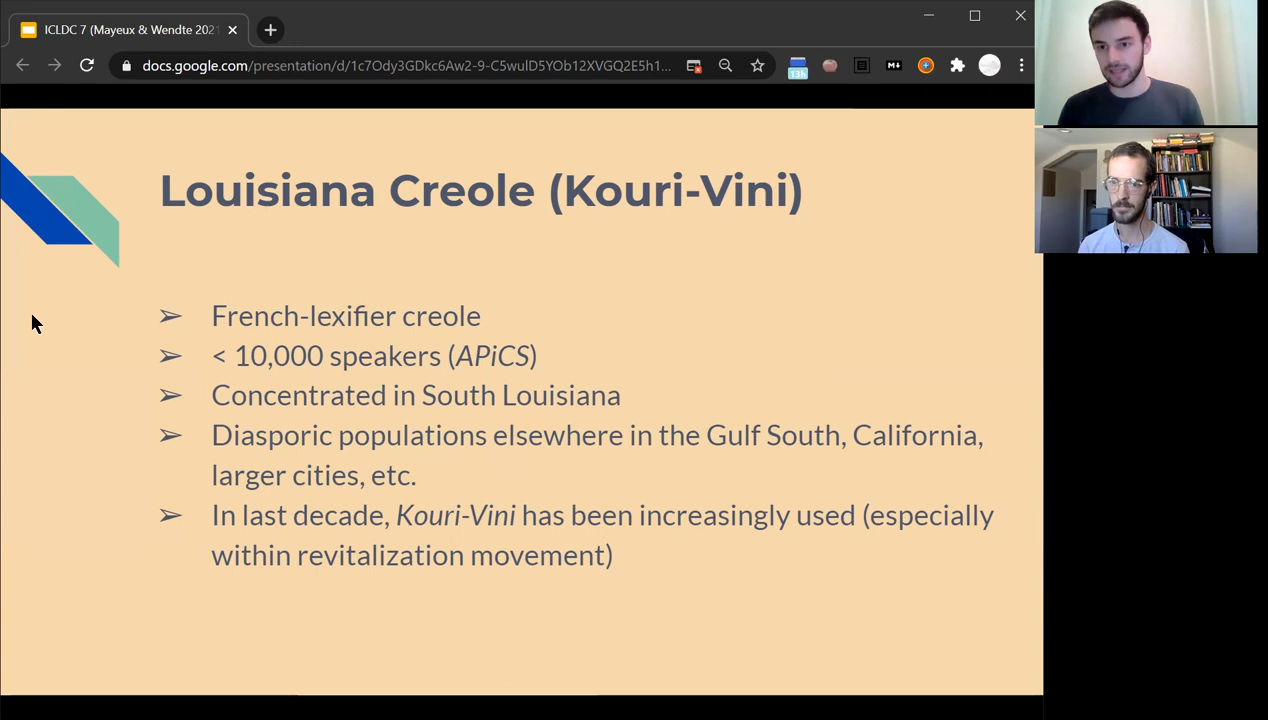 ICLDC 7 (Mayeux & Wendte 2021
docs.google.com/presentation/d/1c7Ody3GDkc6Aw2-9-C5wulD5YOb12XVGQ2E5h1...
13h
Louisiana Creole (Kouri-Vini)
➢ French-lexifier creole
➢ < 10,000 speakers (APiCS)
➢ Concentrated in South Louisiana
➢ Diasporic populations elsewhere in the Gulf South, California,
larger cities, etc.
➢ In last decade, Kouri-Vini has been increasingly used (especially
within revitalization movement)